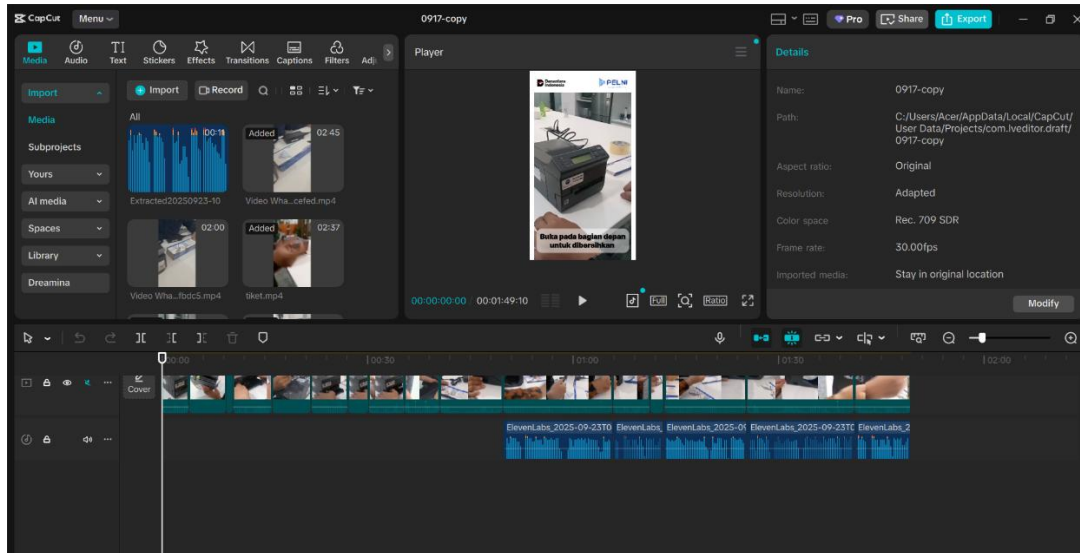 CapCut
Menu
0917-copy
Pro
Share
Export
Media
Audio
Text
Stickers
Effects
Transitions
Captions
Filters
Adj
Import
Media
Subprojects
Yours
AI media
Spaces
Library
Dreamina
Import
Record
All
00:11
Extracted20250923-10
Added
02:45
Video Wha...cefed.mp4
02:00
Video Wha...fbdc5.mp4
Added
02:37
tiket.mp4
Player
Danantara
Indonesia
PELNI
Buka pada bagian depan
untuk dibersihkan
00:00:00:00
00:01:49:10
Full
Ratio
Details
Name:
0917-copy
Path:
C:/Users/Acer/AppData/Local/CapCut/
User Data/Projects/com.lveditor.draft/
0917-copy
Aspect ratio:
Original
Resolution:
Adapted
Color space
Rec. 709 SDR
Frame rate:
30.00fps
Imported media:
Stay in original location
Modify
00:00
00:30
01:00
01:30
02:00
Cover
ElevenLabs_2025-09-23T0
ElevenLabs_
ElevenLabs_2025-09
ElevenLabs_2025-09-23T0
ElevenLabs_2